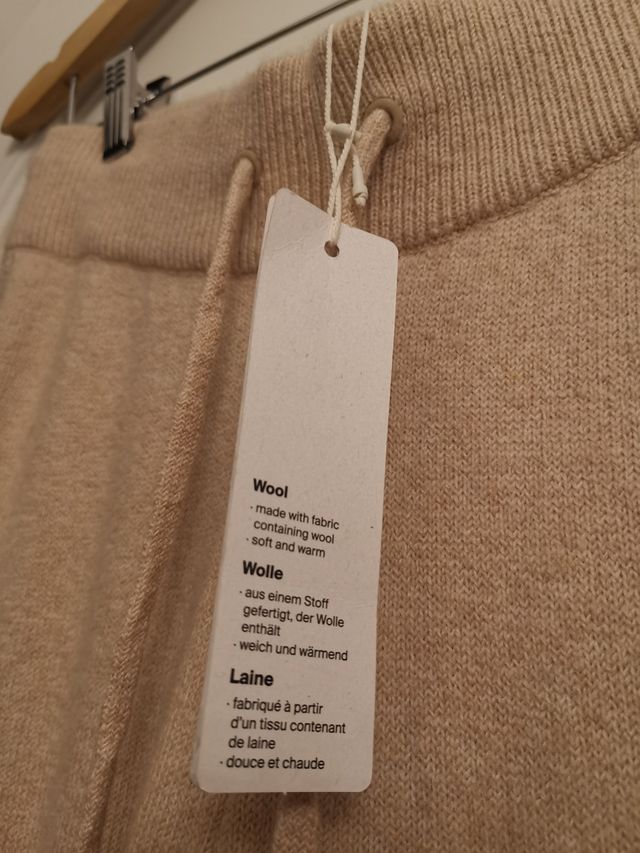 Wool
· made with fabric
containing wool
· soft and warm
Wolle
· aus einem Stoff
gefertigt, der Wolle
enthält
· weich und wärmend
Laine
· fabriqué à partir
d'un tissu contenant
de laine
· douce et chaude